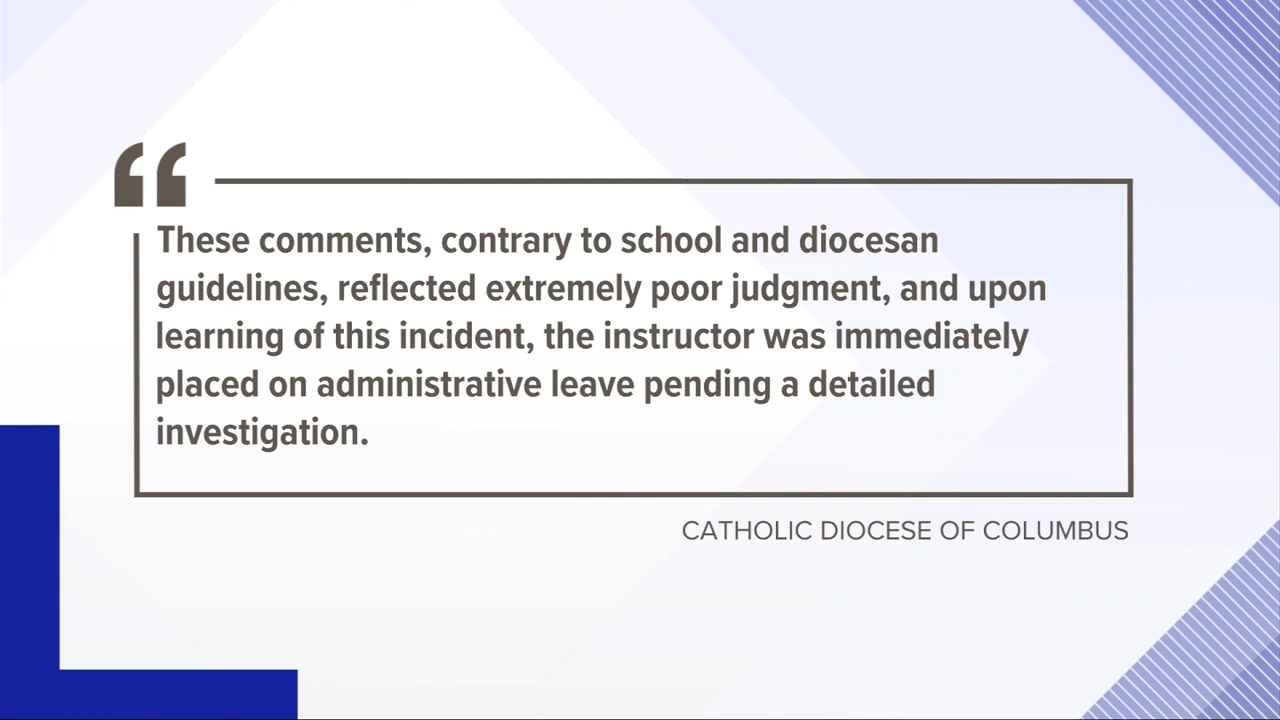 “
These comments, contrary to school and diocesan
guidelines, reflected extremely poor judgment, and upon
learning of this incident, the instructor was immediately
placed on administrative leave pending a detailed
investigation.
CATHOLIC DIOCESE OF COLUMBUS